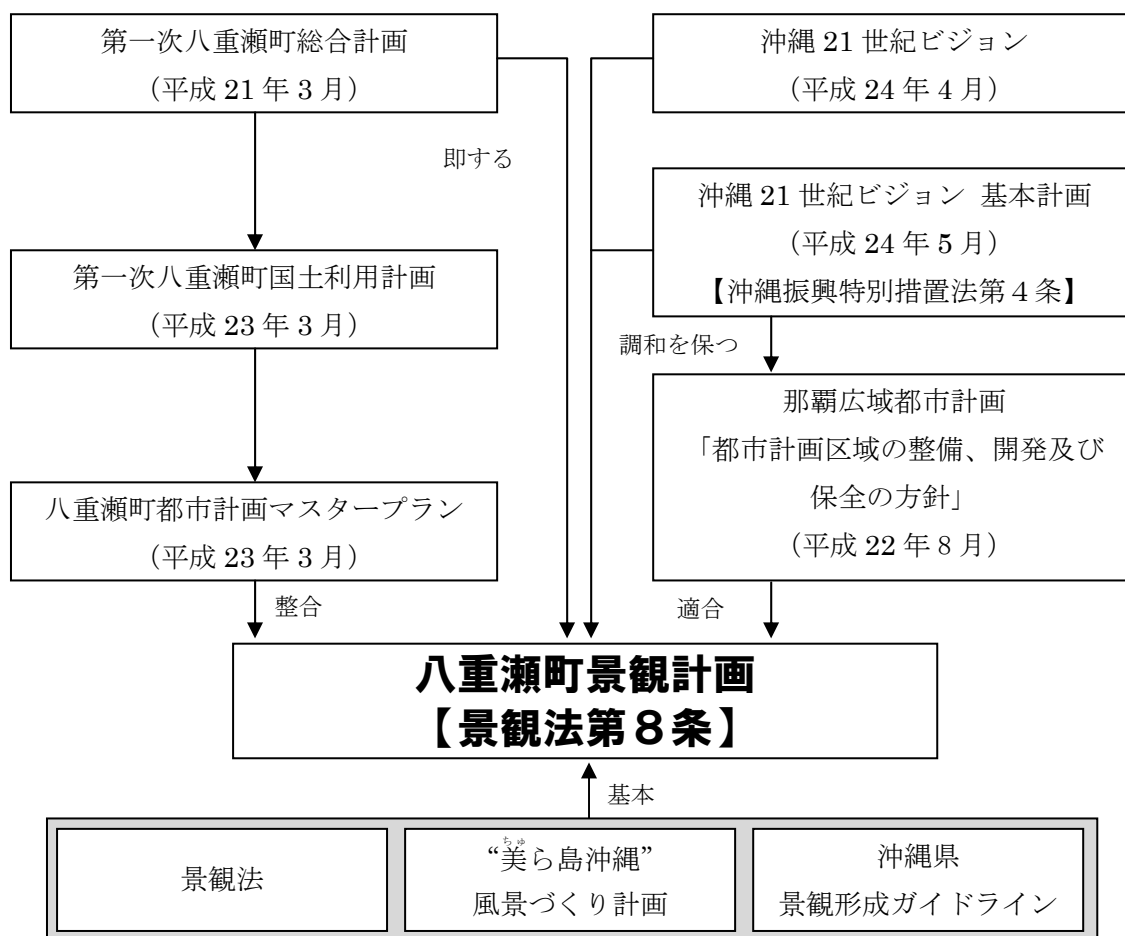 第一次八重瀬町総合計画
（平成 21 年 3 月）
沖縄 21 世紀ビジョン
（平成 24 年 4 月）
即する
沖縄 21 世紀ビジョン 基本計画
（平成 24 年 5 月）
【沖縄振興特別措置法第４条】
第一次八重瀬町国土利用計画
（平成 23 年 3 月）
調和を保つ
那覇広域都市計画
「都市計画区域の整備、開発及び
保全の方針」
（平成 22 年 8 月）
八重瀬町都市計画マスタープラン
（平成 23 年 3 月）
整合
適合
八重瀬町景観計画
【景観法第８条】
基本
景観法
ちゅ
“美ら島沖縄”
風景づくり計画
沖縄県
景観形成ガイドライン